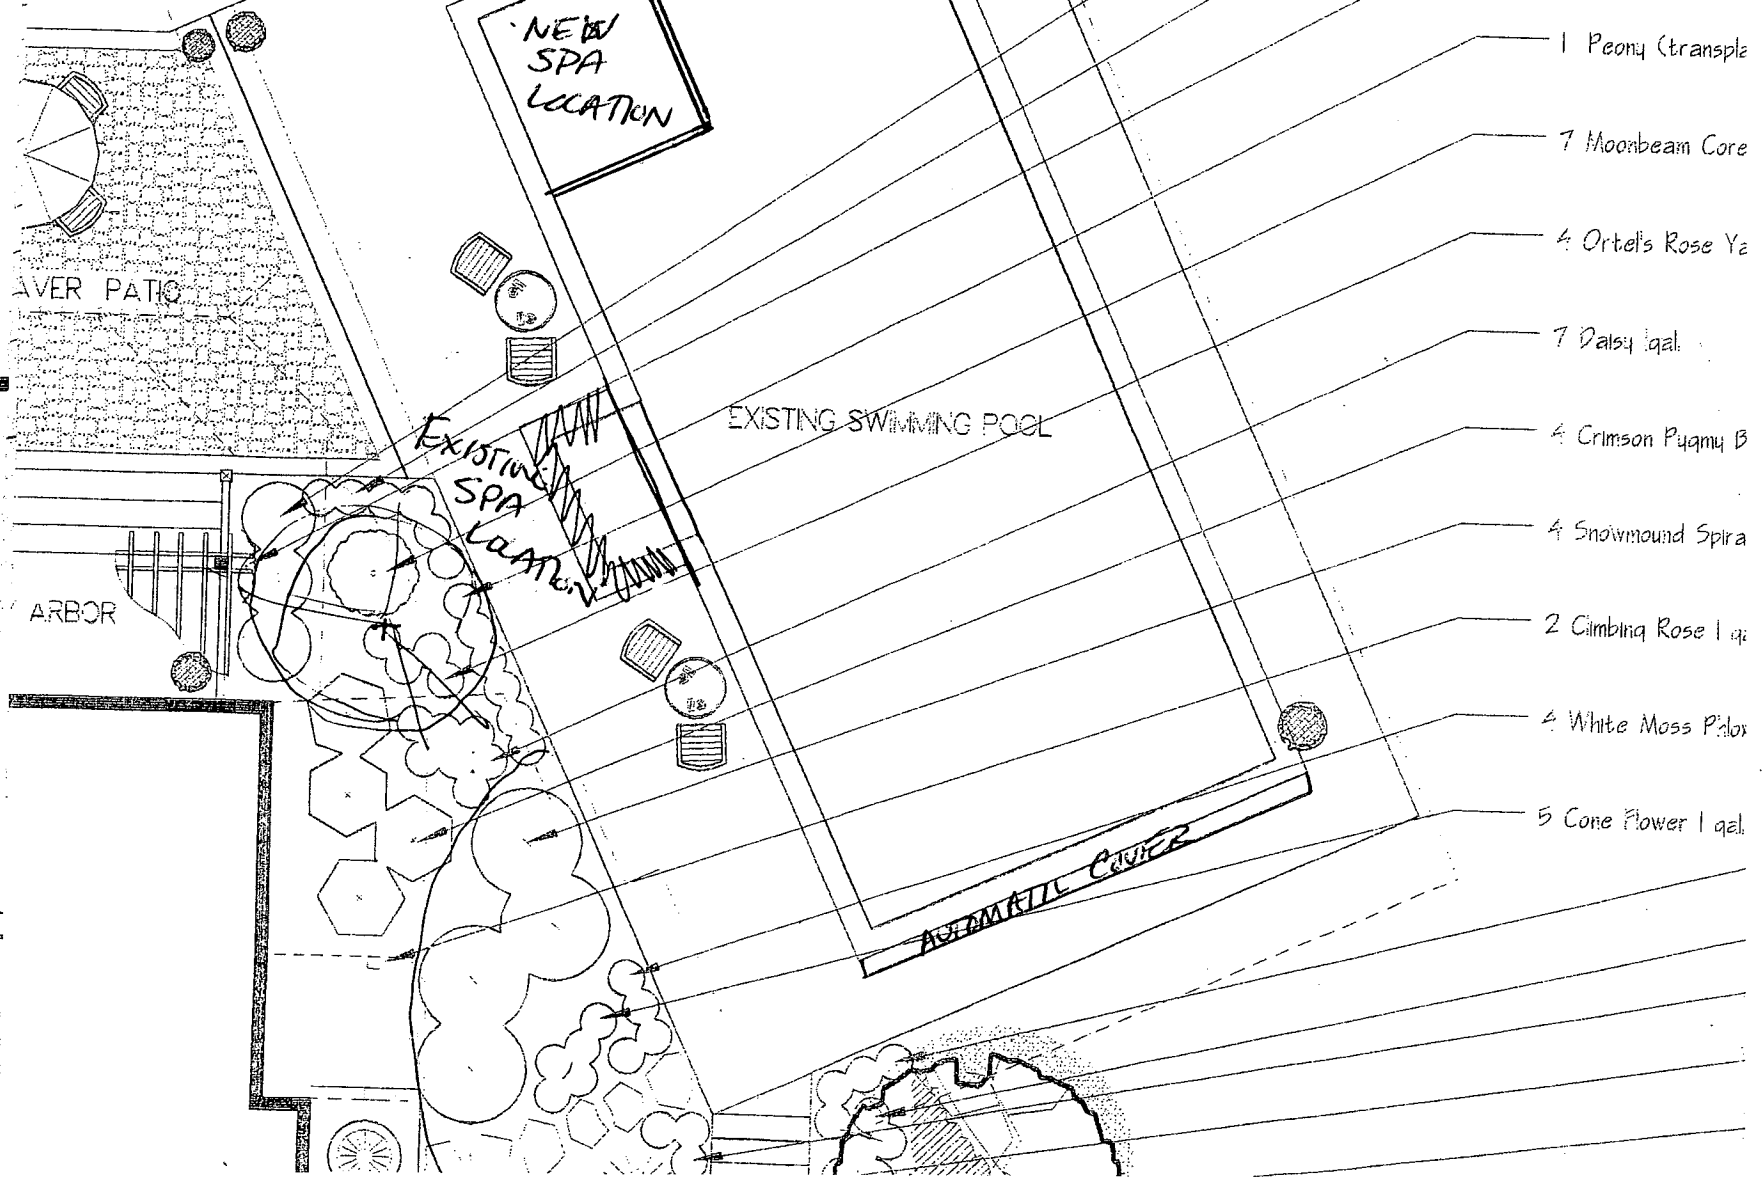 NEW
SPA
LOCATION
1 Peony (transpla
7 Moonbeam Core
4 Ortel's Rose Ya
7 Daisy 1gal.
4 Crimson Pygmy B
4 Snowmound Spira
2 Climbing Rose 1 ga
4 White Moss Phlox
5 Cone Flower 1 gal.
AVER PATIO
EXISTING
SPA
LOCATION
EXISTING SWIMMING POOL
ARBOR
AUTOMATIC COVER